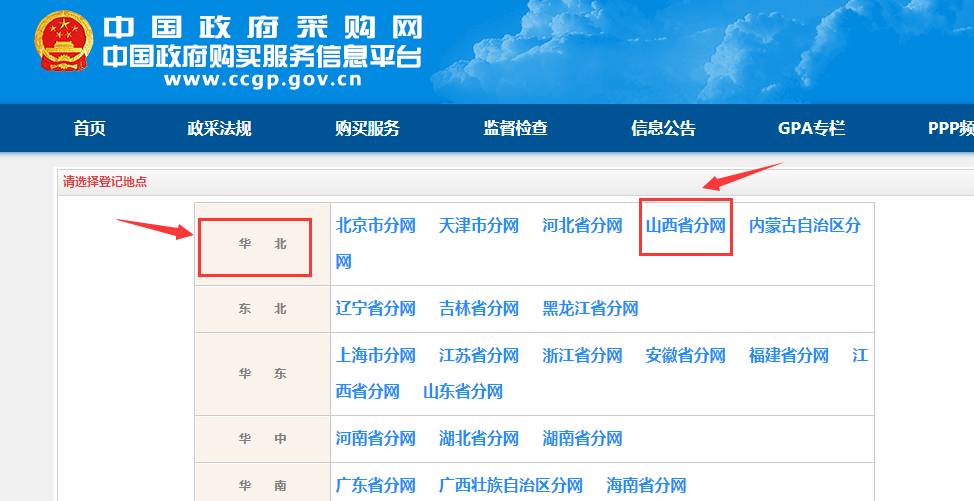 中国政府采购网
中国政府购买服务信息平台
www.ccgp.gov.cn
首页 政采法规 购买服务 监督检查 信息公告 GPA专栏 PPP频
请选择登记地点
华 北
北京市分网 天津市分网 河北省分网 山西省分网 内蒙古自治区分
网
东 北
辽宁省分网 吉林省分网 黑龙江省分网
华 东
上海市分网 江苏省分网 浙江省分网 安徽省分网 福建省分网 江
西省分网 山东省分网
华 中
河南省分网 湖北省分网 湖南省分网
华 南
广东省分网 广西壮族自治区分网 海南省分网